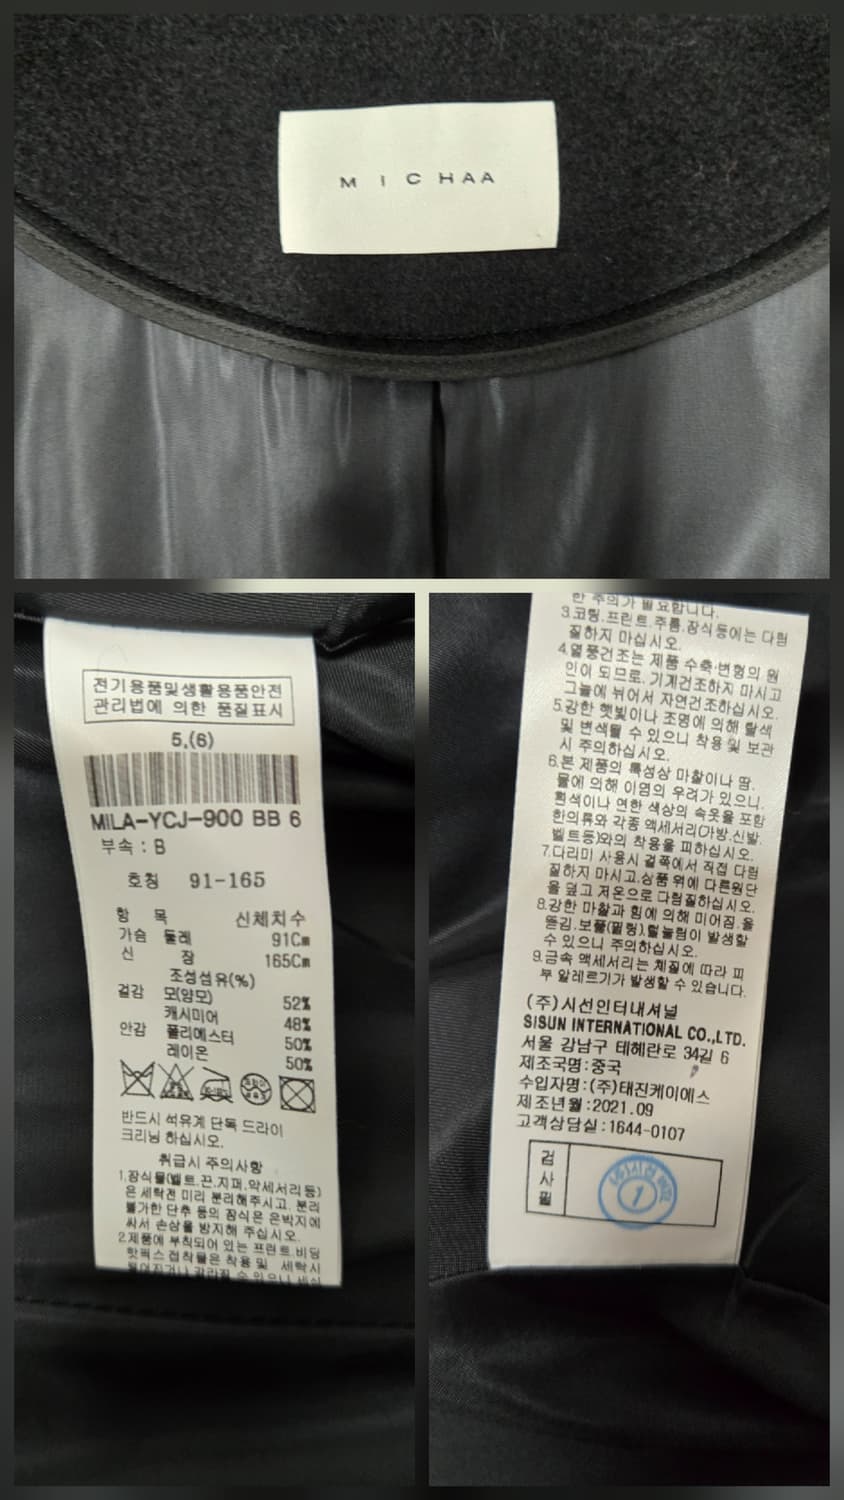 MICHAA
전기용품및생활용품안전
관리법에 의한 품질표시
5.(6)
MILA-YCJ-900 BB 6
부속 : B
호칭 91-165
항 목 신체치수
가슴 둘레 91Cm
신 장 165Cm
조성섬유(%)
겉감 모(양모) 52%
캐시미어 48%
안감 폴리에스터 50%
레이온 50%
반드시 석유계 단독 드라이
크리닝 하십시오.
취급시 주의사항
1.장식물(벨트.끈.지퍼.악세서리등)
은 세탁전 미리 분리해주시고. 분리
불가한 단추 등의 장식은 은박지에
싸서 손상을 방지해 주십시오.
2.제품에 부착되어 있는 프린트.비딩
핫픽스 접착물은 착용 및 세탁시
떨어지거나 갈라질 수 있으니
한 주의가 필요합니다.
3.코팅.프린트.주름.장식등에는 다림
질하지 마십시오.
4.열풍건조는 제품 수축·변형의 원
인이 되므로. 기계건조하지 마시고
그늘에 뉘어서 자연건조하십시오.
5.강한 햇빛이나 조명에 의해 탈색
및 변색될 수 있으니 착용 및 보관
시 주의하십시오.
6.본 제품의 특성상 마찰이나 땀.
물에 의해 이염의 우려가 있으니.
흰색이나 연한 색상의 속옷을 포함
한의류와 각종 액세서리(가방.신발.
벨트등)와의 착용을 피하십시오.
7.다리미 사용시 겉쪽에서 직접 다림
질하지 마시고.상품 위에 다른원단
을 덮고 저온으로 다림질하십시오.
8.강한 마찰과 힘에 의해 미어짐.올
뜯김.보풀(필링).털눌림이 발생할
수 있으니 주의하십시오.
9.금속 액세서리는 체질에 따라 피
부 알레르기가 발생할 수 있습니다.
(주)시선인터내셔널
SISUN INTERNATIONAL CO.,LTD.
서울 강남구 테헤란로 34길 6
제조국명:중국
수입자명:(주)태진케이에스
제조년월:2021.09
고객상담실:1644-0107
검
사
필
1